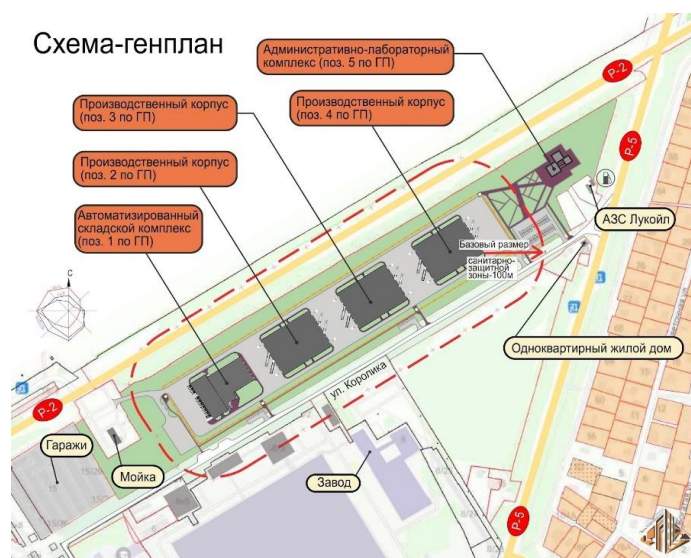 Схема-генплан
Административно-лабораторный
комплекс (поз. 5 по ГП)
Производственный корпус
(поз. 3 по ГП)
Производственный корпус
(поз. 4 по ГП)
Р-2
Р-5
Производственный корпус
(поз. 2 по ГП)
АЗС Лукойл
Автоматизированный
складской комплекс
(поз. 1 по ГП)
Базовый размер
санитарно-
защитной
зоны-100м
С
Одноквартирный жилой дом
ул. Королика
Р-2
Гаражи
Мойка
Завод
Р-5